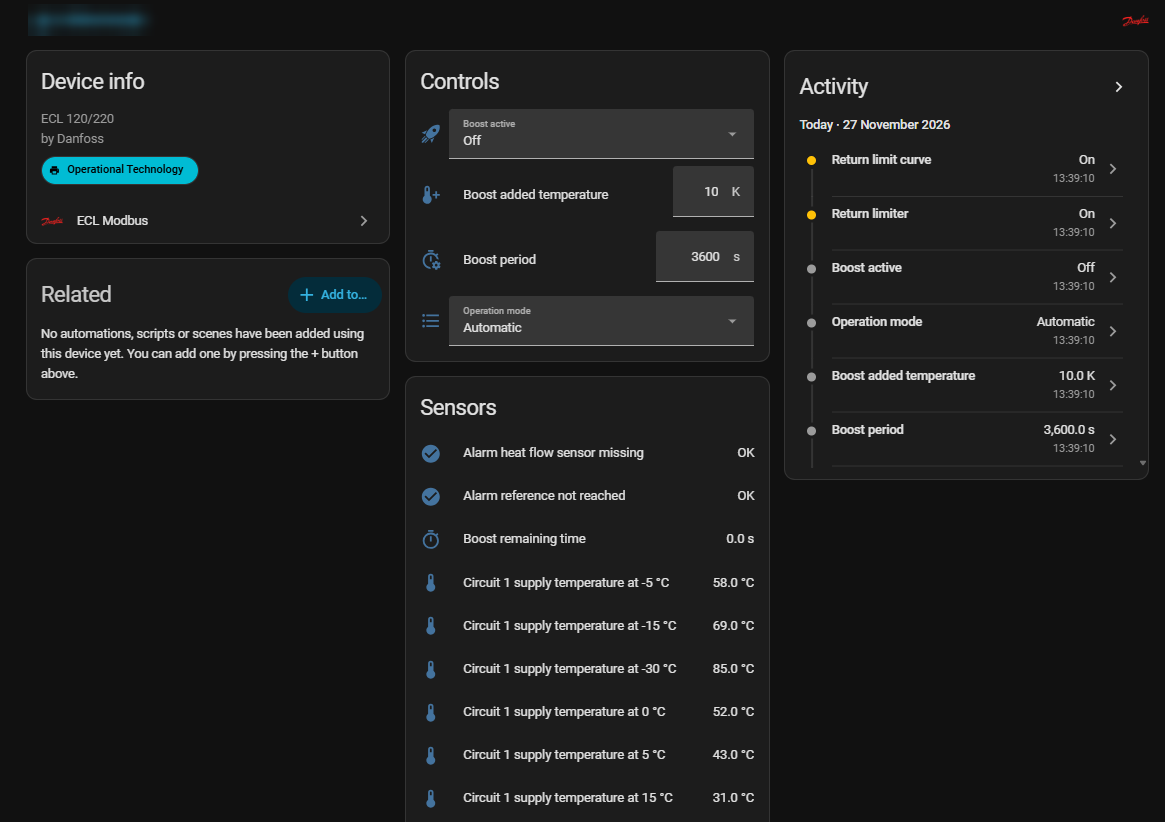 Danfoss
Device info
ECL 120/220
by Danfoss
Operational Technology
Danfoss
ECL Modbus
Related
Add to...
No automations, scripts or scenes have been added using
this device yet. You can add one by pressing the + button
above.
Controls
Boost active
Off
Boost added temperature
10 K
Boost period
3600 s
Operation mode
Automatic
Sensors
Alarm heat flow sensor missing OK
Alarm reference not reached OK
Boost remaining time 0.0 s
Circuit 1 supply temperature at -5 °C 58.0 °C
Circuit 1 supply temperature at -15 °C 69.0 °C
Circuit 1 supply temperature at -30 °C 85.0 °C
Circuit 1 supply temperature at 0 °C 52.0 °C
Circuit 1 supply temperature at 5 °C 43.0 °C
Circuit 1 supply temperature at 15 °C 31.0 °C
Activity
Today · 27 November 2026
Return limit curve On
13:39:10
Return limiter On
13:39:10
Boost active Off
13:39:10
Operation mode Automatic
13:39:10
Boost added temperature 10.0 K
13:39:10
Boost period 3,600.0 s
13:39:10